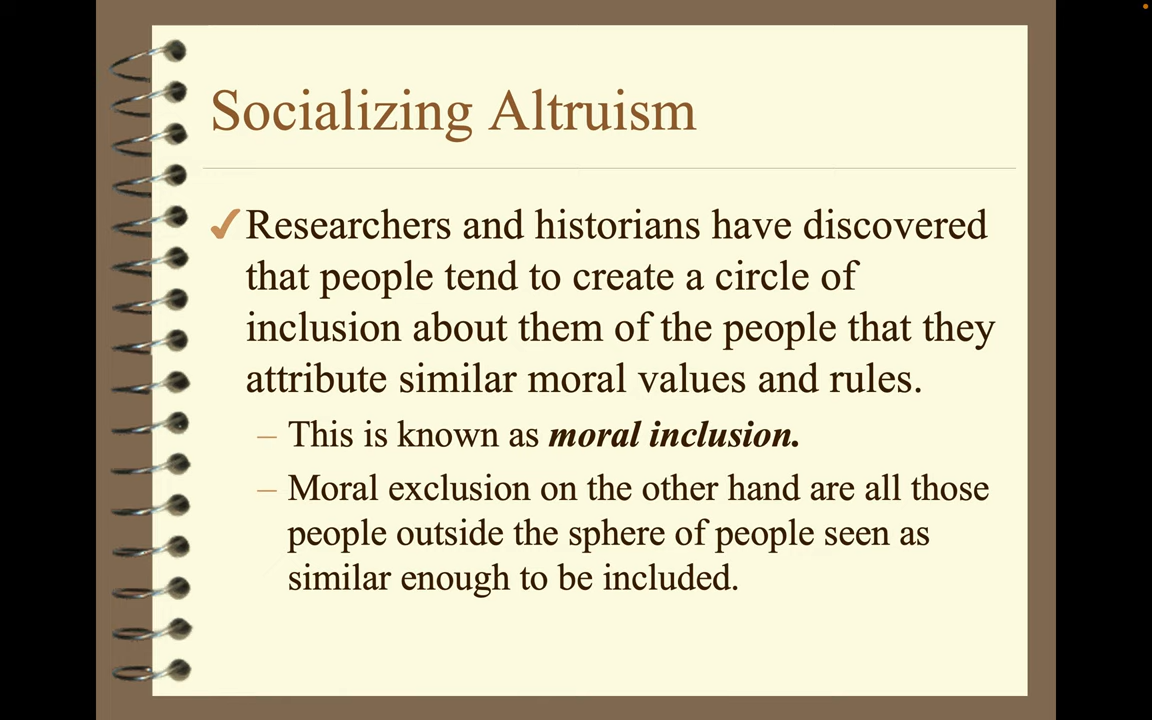 Socializing Altruism
✓Researchers and historians have discovered
that people tend to create a circle of
inclusion about them of the people that they
attribute similar moral values and rules.
– This is known as moral inclusion.
– Moral exclusion on the other hand are all those
people outside the sphere of people seen as
similar enough to be included.